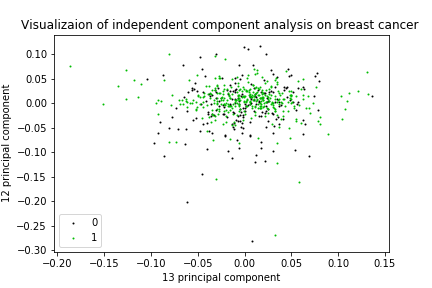 Visualizaion of independent component analysis on breast cancer
12 principal component
0.10
0.05
0.00
−0.05
−0.10
−0.15
−0.20
−0.25
−0.30
0
1
−0.20 −0.15 −0.10 −0.05 0.00 0.05 0.10 0.15
13 principal component